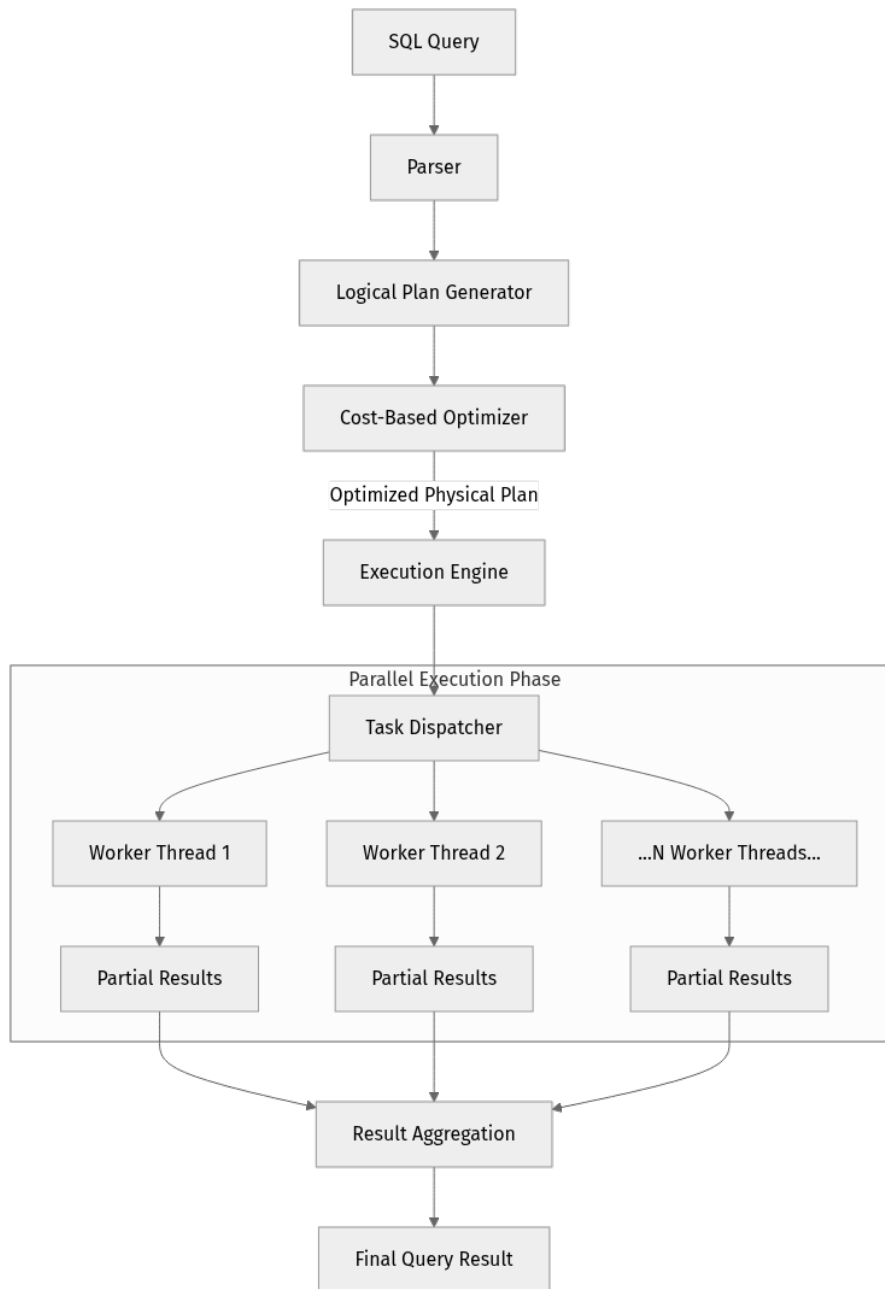 SQL Query
Parser
Logical Plan Generator
Cost-Based Optimizer
Optimized Physical Plan
Execution Engine
Parallel Execution Phase
Task Dispatcher
Worker Thread 1
Worker Thread 2
...N Worker Threads...
Partial Results
Partial Results
Partial Results
Result Aggregation
Final Query Result